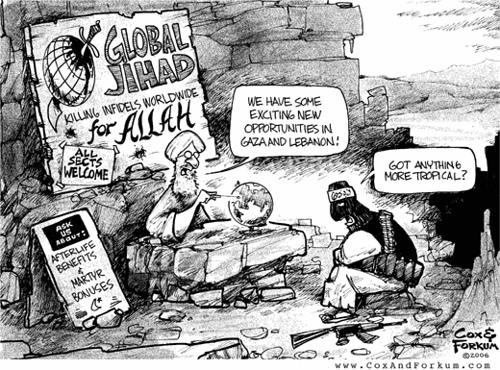 GLOBAL
JIHAD
KILLING INFIDELS WORLDWIDE
for ALLAH
ALL
SECTS
WELCOME
ASK
US
ABOUT:
AFTERLIFE
BENEFITS
&
MARTYR
BONUSES
WE HAVE SOME
EXCITING NEW
OPPORTUNITIES IN
GAZA AND LEBANON!
GOT ANYTHING
MORE TROPICAL?
COX &
FORKUM
©2006
www.CoxAndForkum.com